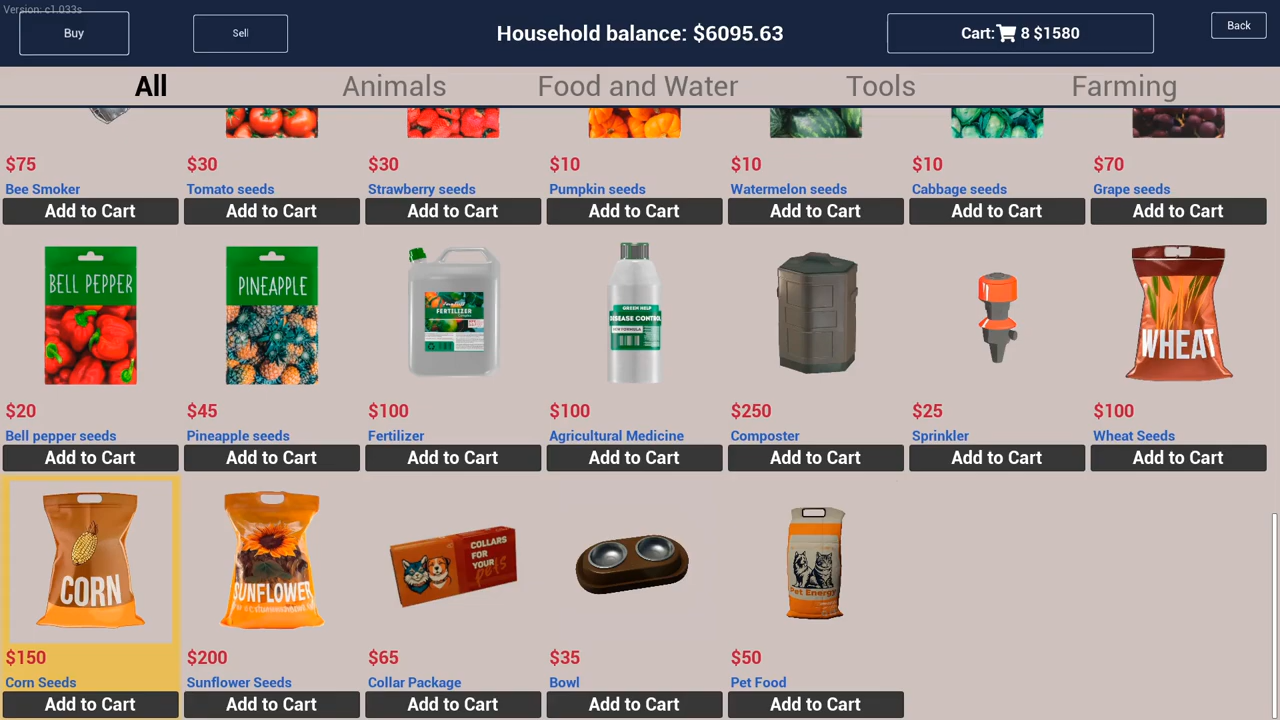 Version: c1.033s
Buy
Sell
Household balance: $6095.63
Cart: 8 $1580
Back
All
Animals
Food and Water
Tools
Farming
$75
$30
$30
$10
$10
$10
$70
Bee Smoker
Tomato seeds
Strawberry seeds
Pumpkin seeds
Watermelon seeds
Cabbage seeds
Grape seeds
Add to Cart
Add to Cart
Add to Cart
Add to Cart
Add to Cart
Add to Cart
Add to Cart
BELL PEPPER
PINEAPPLE
FERTILIZER
GREEN HELP
DISEASE CONTROL
WHEAT
$20
$45
$100
$100
$250
$25
$100
Bell pepper seeds
Pineapple seeds
Fertilizer
Agricultural Medicine
Composter
Sprinkler
Wheat Seeds
Add to Cart
Add to Cart
Add to Cart
Add to Cart
Add to Cart
Add to Cart
Add to Cart
CORN
SUNFLOWER
COLLARS
FOR
YOUR
pets
Pet Energy
$150
$200
$65
$35
$50
Corn Seeds
Sunflower Seeds
Collar Package
Bowl
Pet Food
Add to Cart
Add to Cart
Add to Cart
Add to Cart
Add to Cart